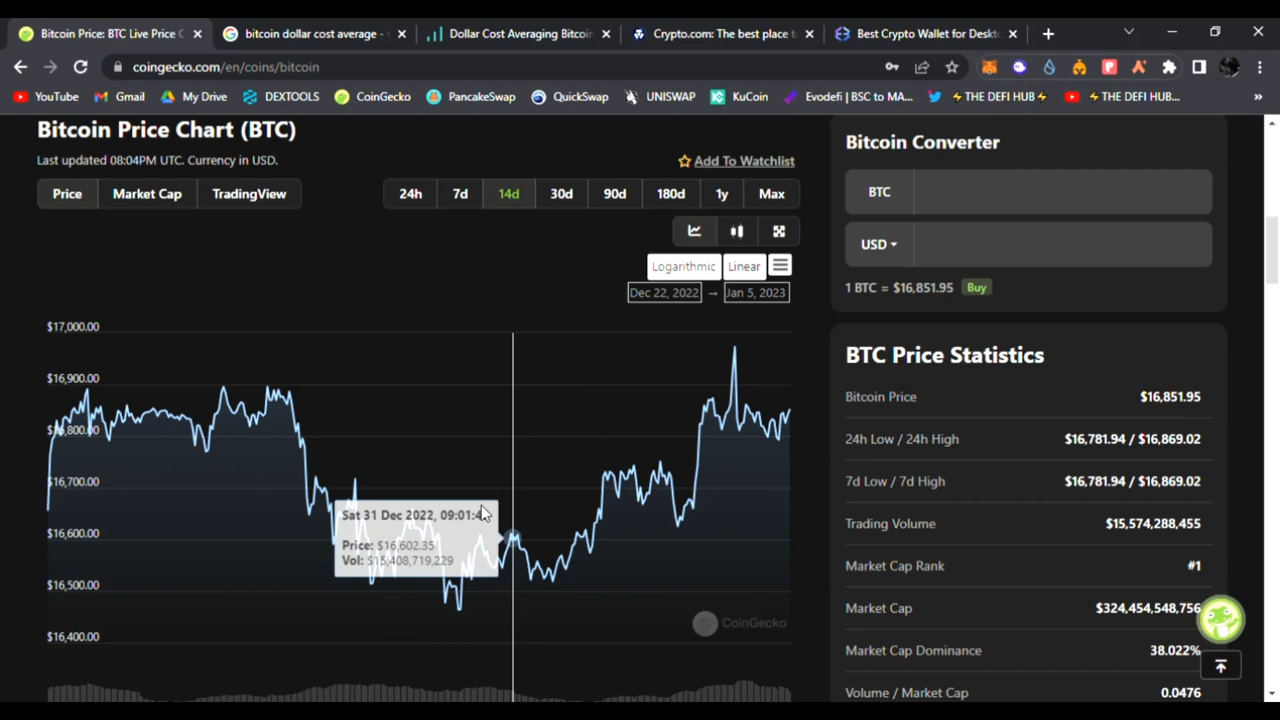 Bitcoin Price: BTC Live Price C
bitcoin dollar cost average -
Dollar Cost Averaging Bitcoin
Crypto.com: The best place t
Best Crypto Wallet for Deskt
coingecko.com/en/coins/bitcoin
YouTube
Gmail
My Drive
DEXTOOLS
CoinGecko
PancakeSwap
QuickSwap
UNISWAP
KuCoin
Evodefi | BSC to MA...
⚡THE DEFI HUB⚡
⚡THE DEFI HUB...
»
Bitcoin Price Chart (BTC)
Last updated 08:04PM UTC. Currency in USD.
Add To Watchlist
Price
Market Cap
TradingView
24h
7d
14d
30d
90d
180d
1y
Max
Logarithmic
Linear
Dec 22, 2022 → Jan 5, 2023
$17,000.00
$16,900.00
$16,800.00
$16,700.00
$16,600.00
$16,500.00
$16,400.00
Sat 31 Dec 2022, 09:01:4
Price: $16,602.35
Vol: $15,408,719,229
CoinGecko
Bitcoin Converter
BTC
USD
1 BTC = $16,851.95 Buy
BTC Price Statistics
Bitcoin Price $16,851.95
24h Low / 24h High $16,781.94 / $16,869.02
7d Low / 7d High $16,781.94 / $16,869.02
Trading Volume $15,574,288,455
Market Cap Rank #1
Market Cap $324,454,548,756
Market Cap Dominance 38.022%
Volume / Market Cap 0.0476